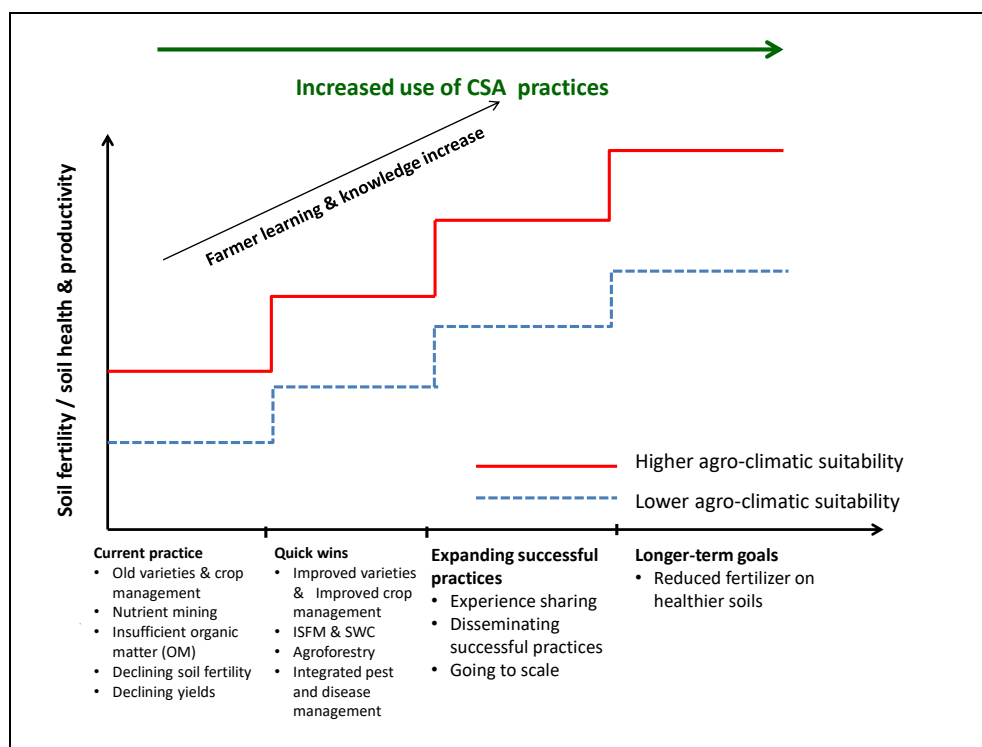 Increased use of CSA practices
Farmer learning & knowledge increase
Soil fertility / soil health & productivity
Higher agro-climatic suitability
Lower agro-climatic suitability
Current practice
• Old varieties & crop
management
• Nutrient mining
• Insufficient organic
matter (OM)
• Declining soil fertility
• Declining yields
Quick wins
• Improved varieties
& Improved crop
management
• ISFM & SWC
• Agroforestry
• Integrated pest
and disease
management
Expanding successful
practices
• Experience sharing
• Disseminating
successful practices
• Going to scale
Longer-term goals
• Reduced fertilizer on
healthier soils